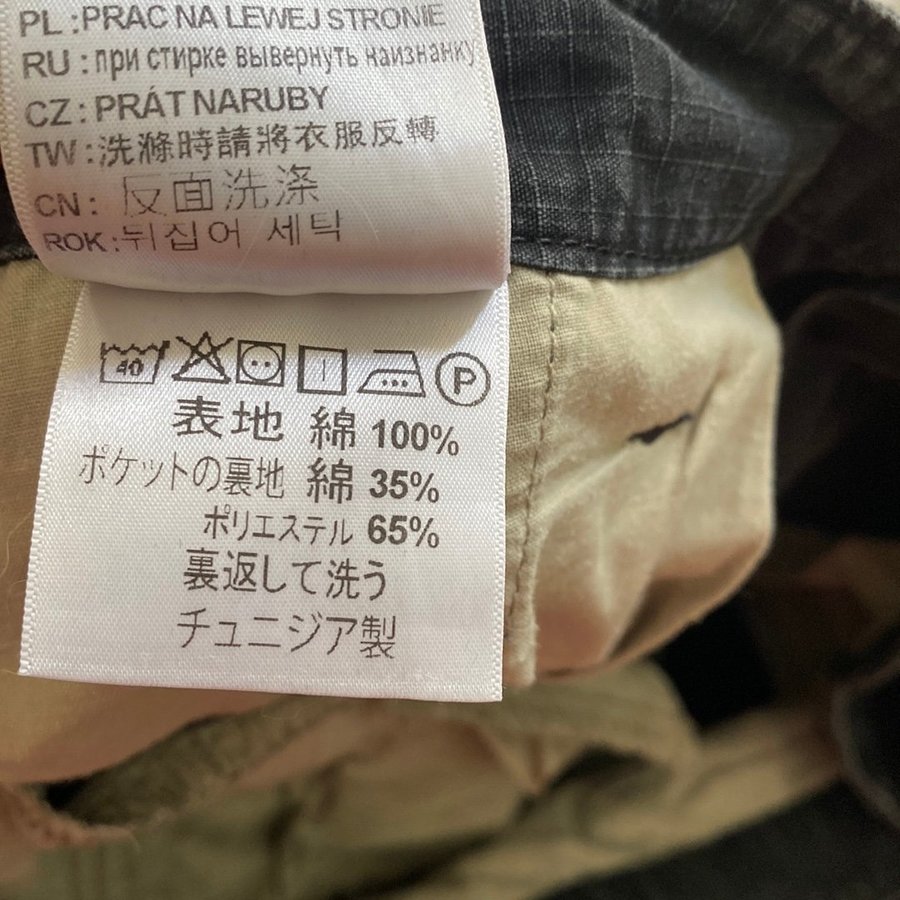 PL:PRAC NA LEWEJ STRONIE
RU:при стирке вывернуть наизнанку
CZ:PRÁT NARUBY
TW:洗滌時請將衣服反轉
CN:反面洗涤
ROK:뒤십어 세탁
40 P
表地 綿 100%
ポケットの裏地 綿 35%
ポリエステル 65%
裏返して洗う
チュニジア製